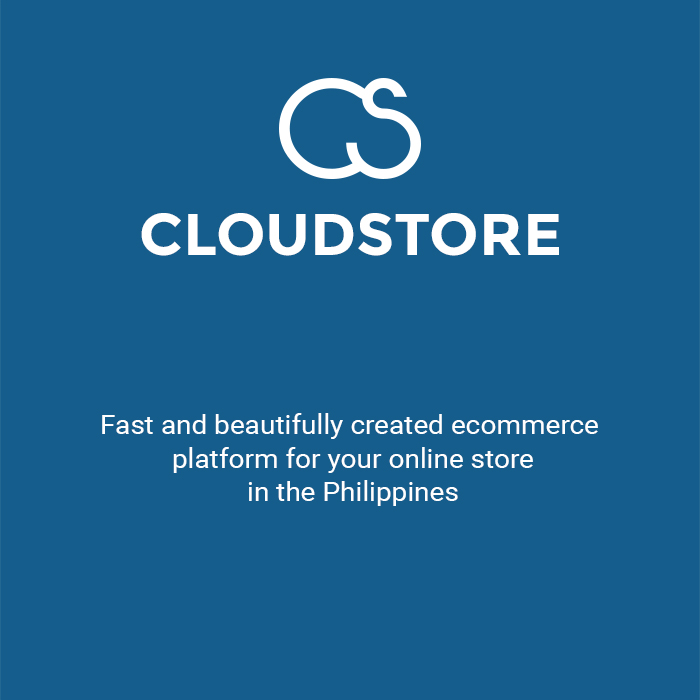 CS
CLOUDSTORE
Fast and beautifully created ecommerce
platform for your online store
in the Philippines